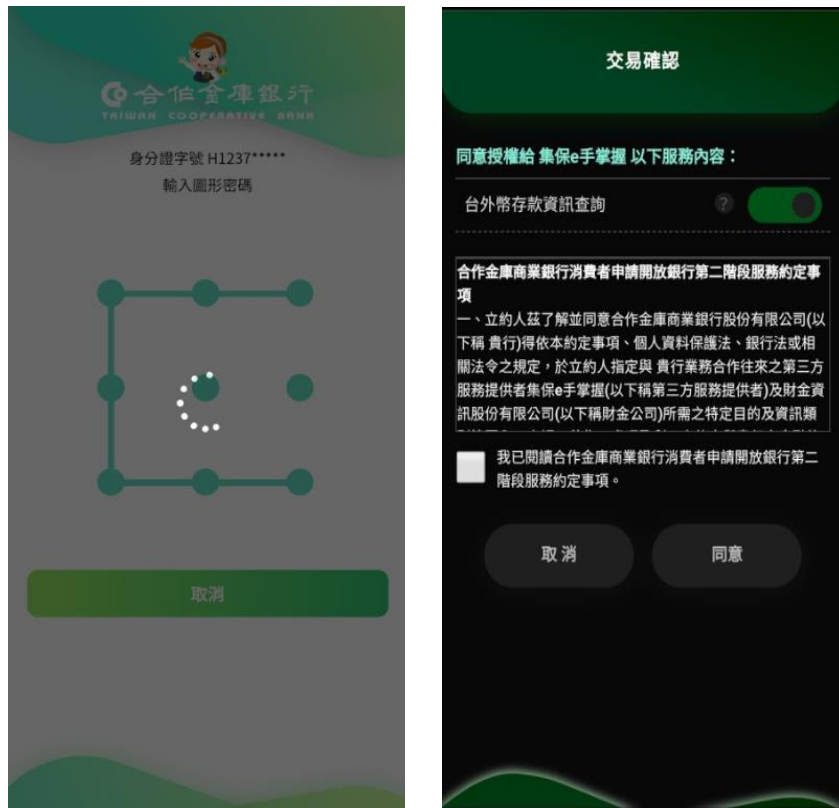 合作金庫銀行
TAIWAN COOPERATIVE BANK
身分證字號 H1237*****
輸入圖形密碼
取消
交易確認
同意授權給 集保e手掌握 以下服務內容：
台外幣存款資訊查詢
?
合作金庫商業銀行消費者申請開放銀行第二階段服務約定事
項
一、立約人茲了解並同意合作金庫商業銀行股份有限公司(以
下稱 貴行)得依本約定事項、個人資料保護法、銀行法或相
關法令之規定，於立約人指定與 貴行業務合作往來之第三方
服務提供者集保e手掌握(以下稱第三方服務提供者)及財金資
訊股份有限公司(以下稱財金公司)所需之特定目的及資訊類
我已閱讀合作金庫商業銀行消費者申請開放銀行第二
階段服務約定事項。
取 消
同意